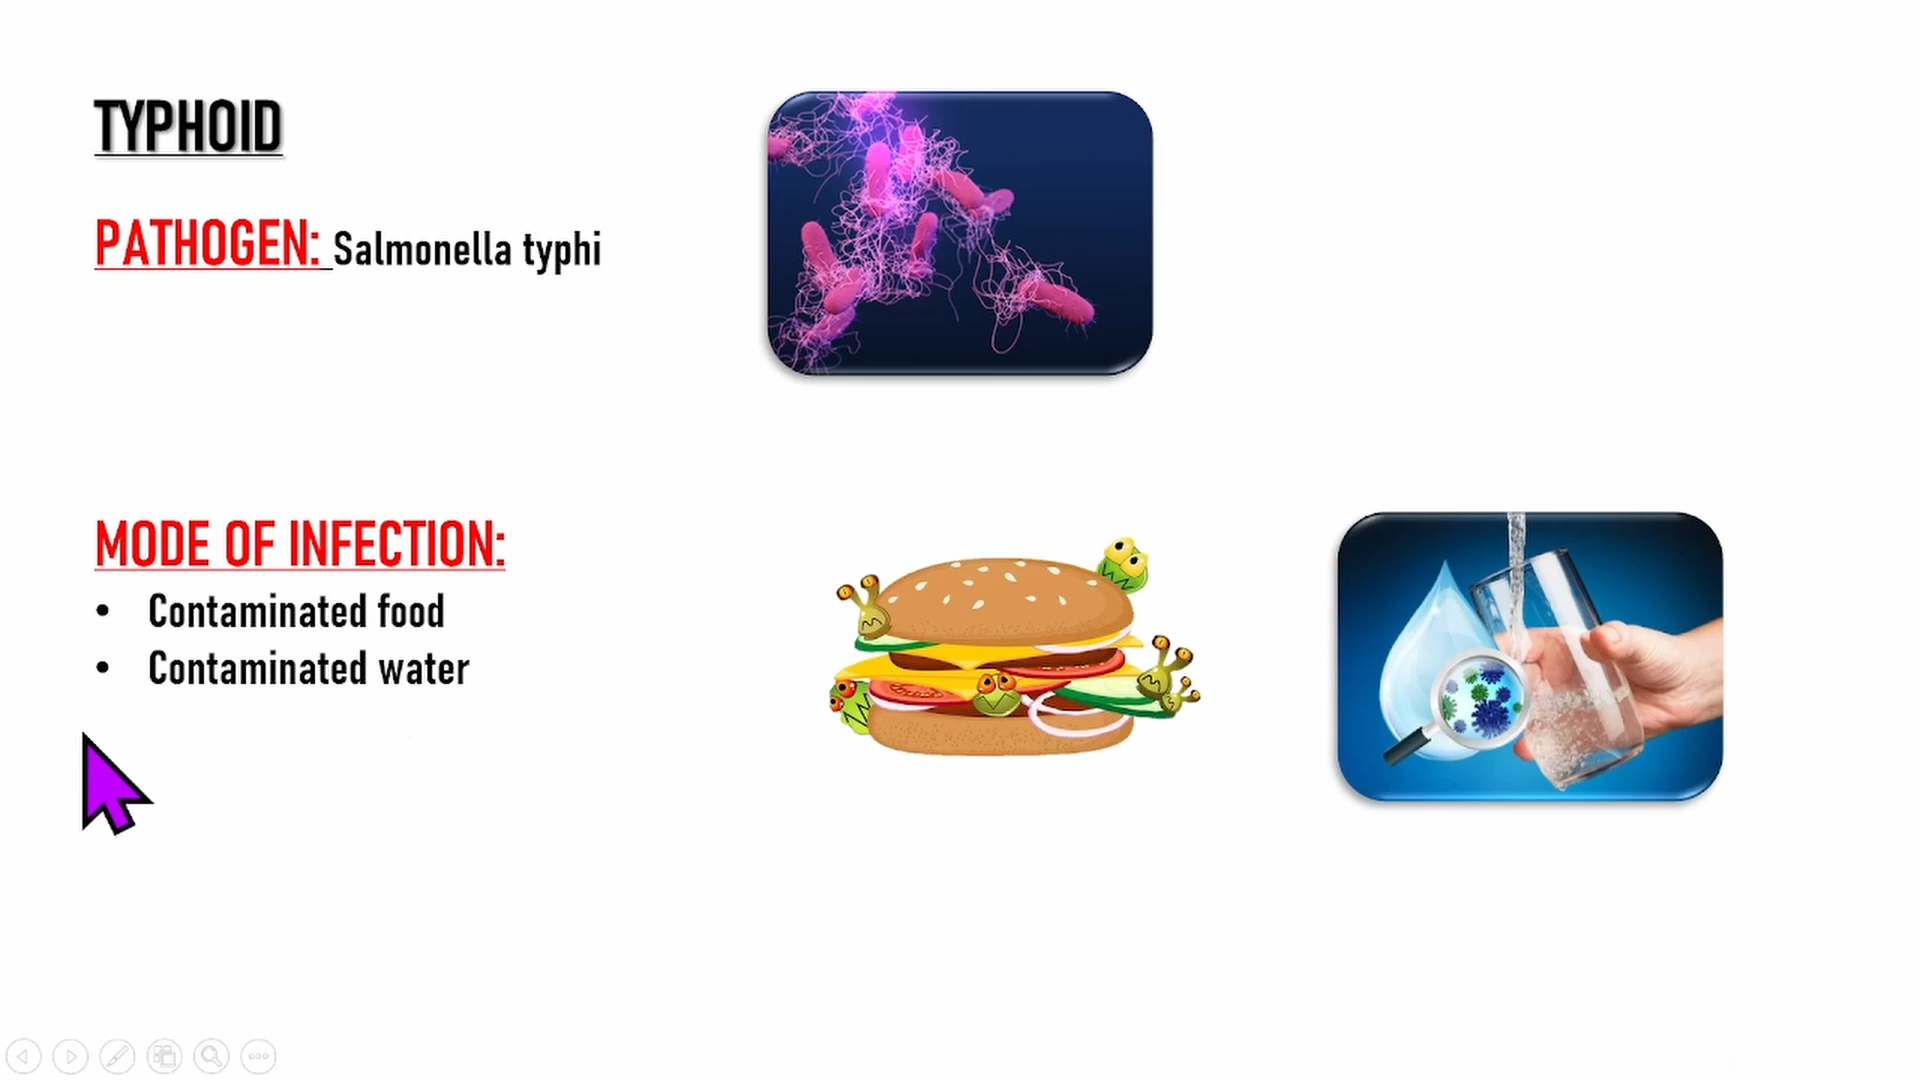 TYPHOID
PATHOGEN: Salmonella typhi
MODE OF INFECTION:
• Contaminated food
• Contaminated water